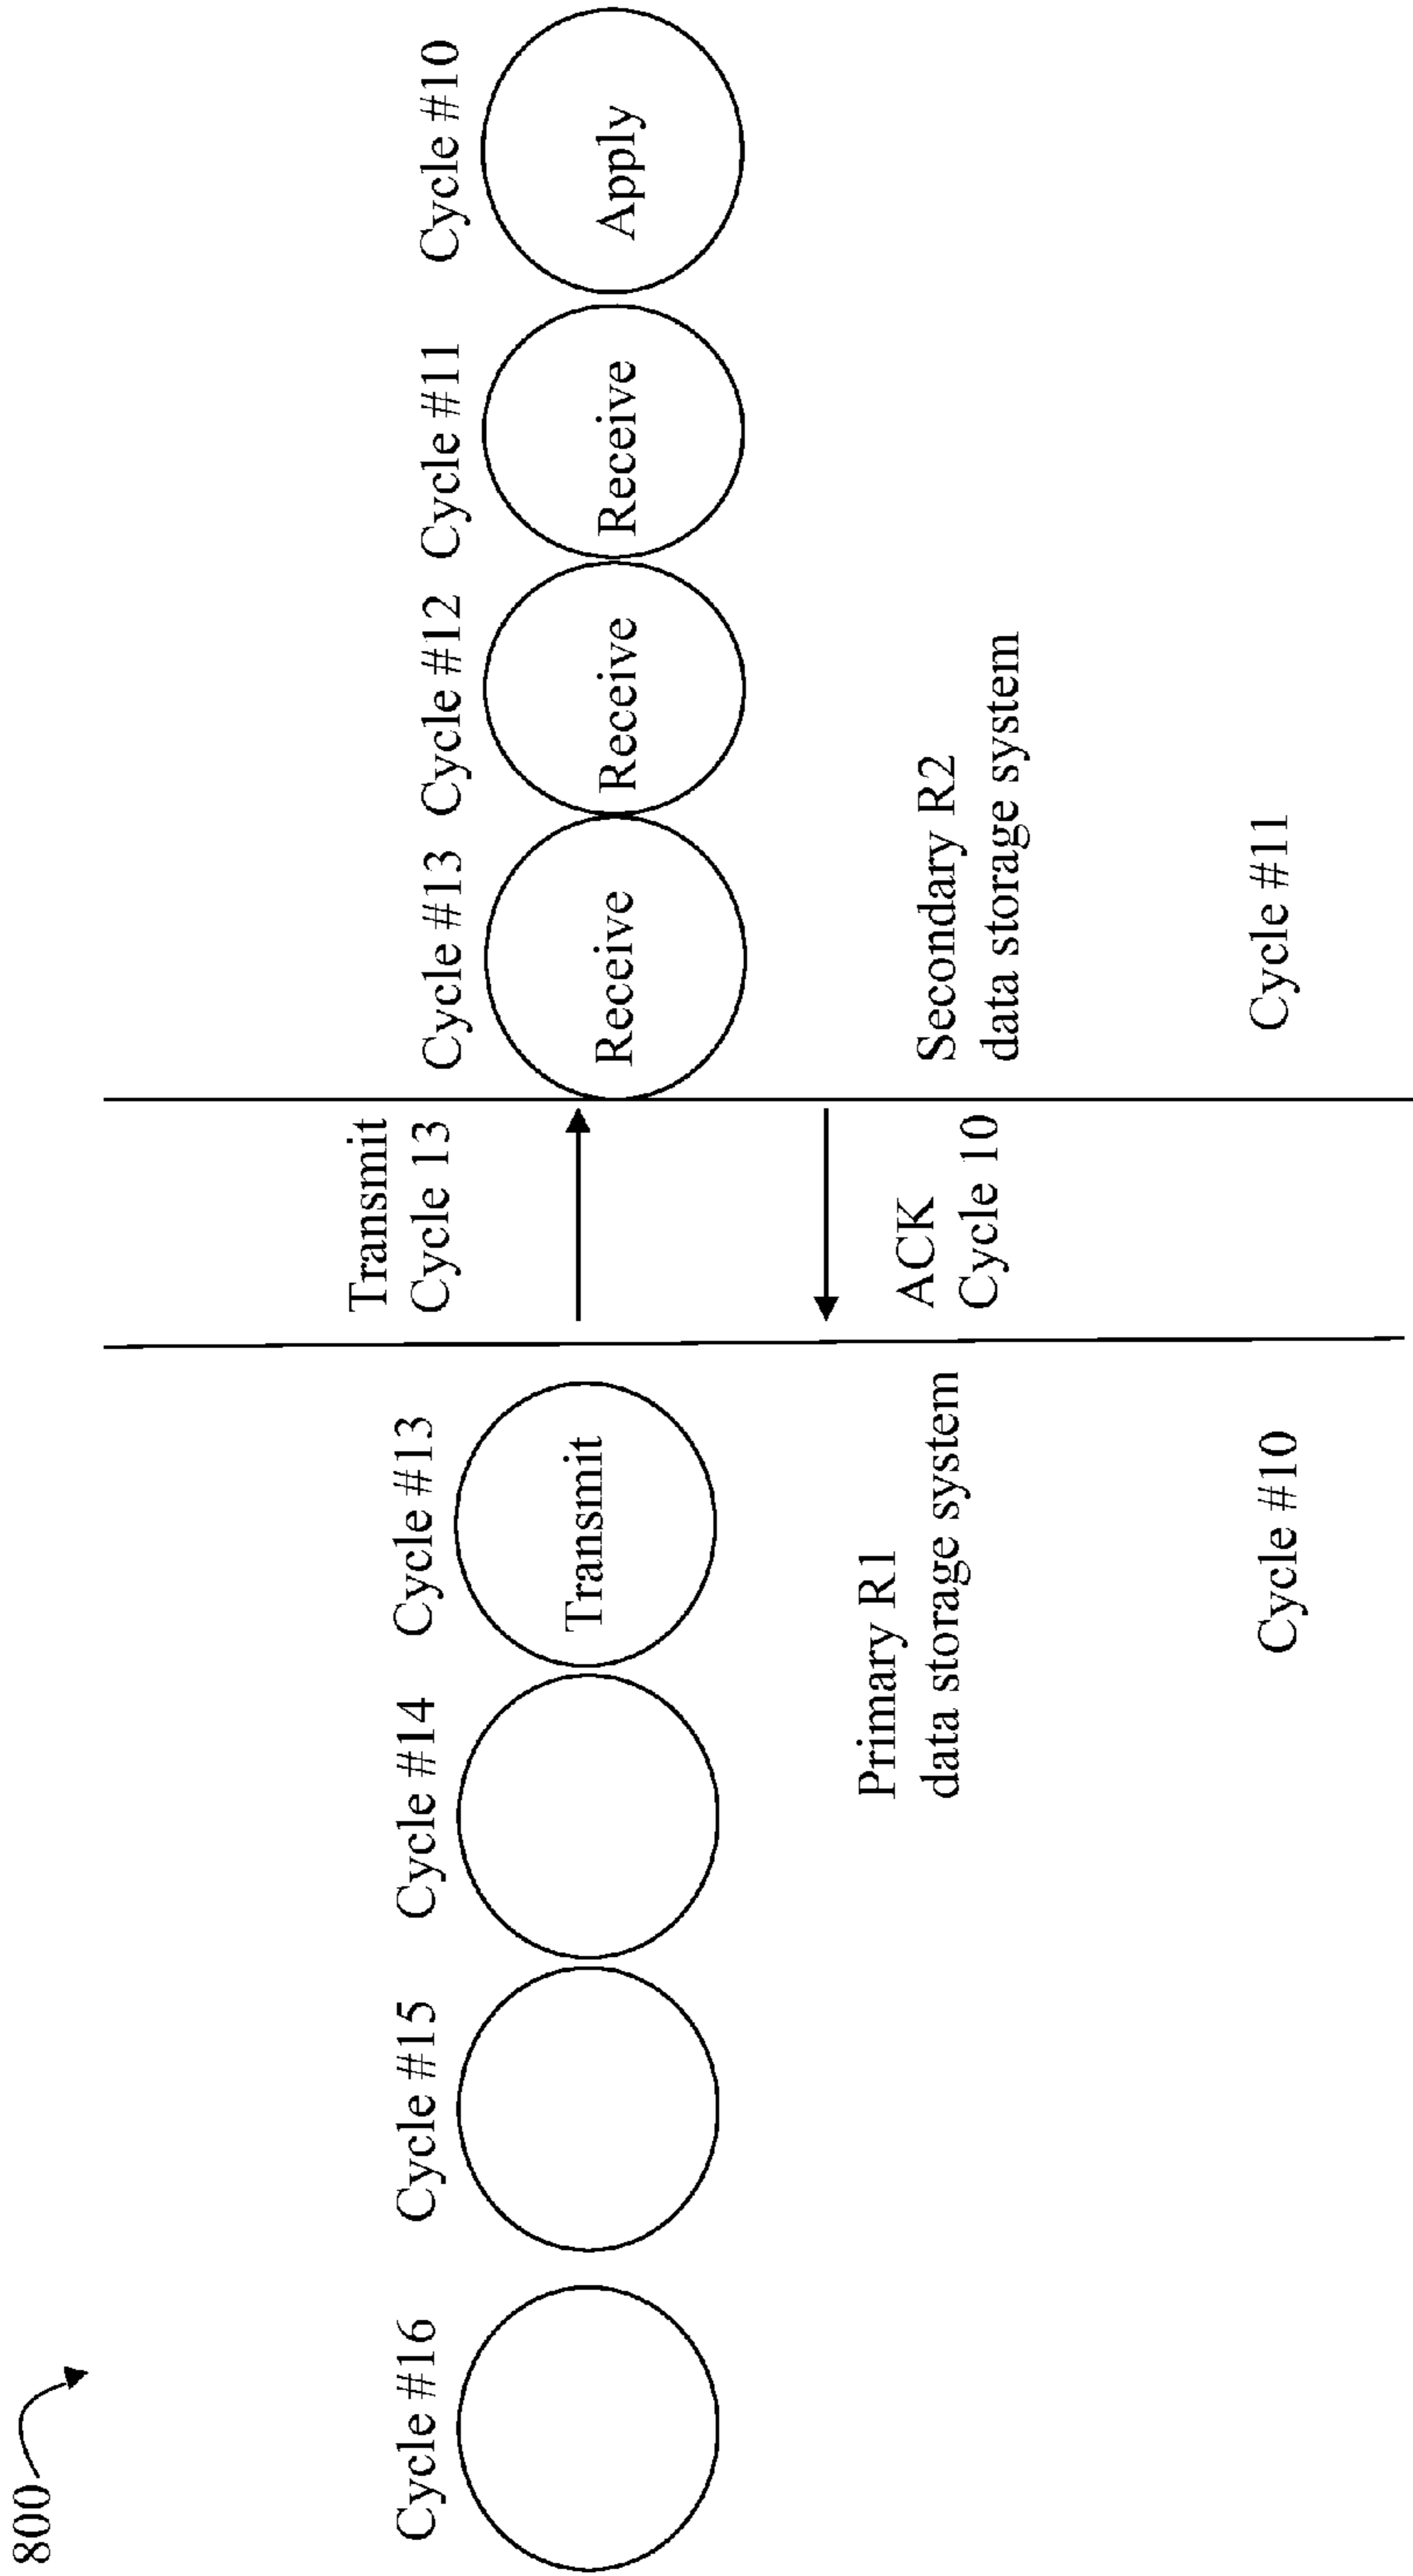 800
Transmit
Cycle 13
Cycle #16
Cycle #15
Cycle #14
Cycle #13
Cycle #13
Cycle #12
Cycle #11
Cycle #10
Transmit
Receive
Receive
Receive
Apply
Primary R1
data storage system
ACK
Cycle 10
Secondary R2
data storage system
Cycle #10
Cycle #11